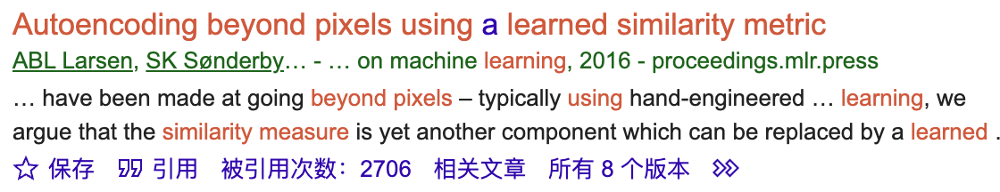 Autoencoding beyond pixels using a learned similarity metric
ABL Larsen, SK Sønderby… - … on machine learning, 2016 - proceedings.mlr.press
… have been made at going beyond pixels – typically using hand-engineered … learning, we
argue that the similarity measure is yet another component which can be replaced by a learned .
保存 引用 被引用次数：2706 相关文章 所有 8 个版本